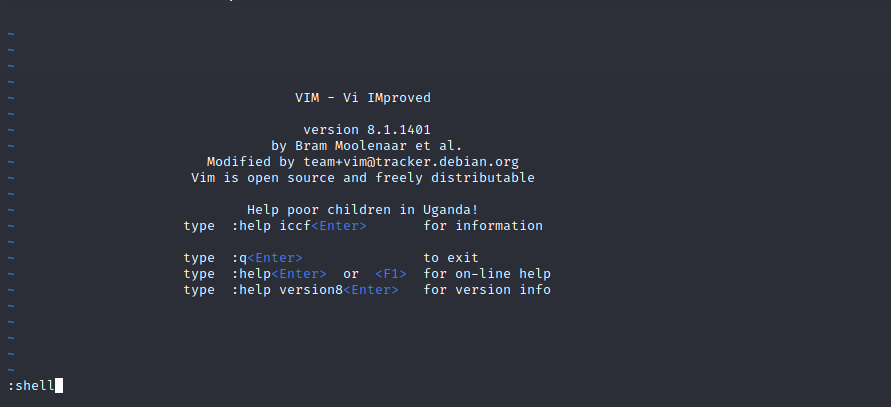 ~
~
~
~
~ VIM - Vi IMproved
~
~ version 8.1.1401
~ by Bram Moolenaar et al.
~ Modified by team+vim@tracker.debian.org
~ Vim is open source and freely distributable
~
~ Help poor children in Uganda!
~ type :help iccf<Enter> for information
~
~ type :q<Enter> to exit
~ type :help<Enter> or <F1> for on-line help
~ type :help version8<Enter> for version info
~
~
~
~
~
:shell